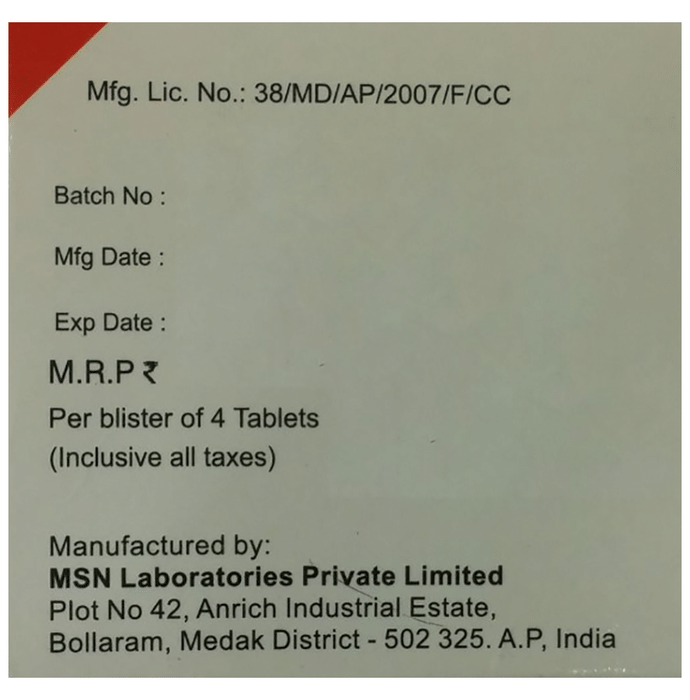 Mfg. Lic. No.: 38/MD/AP/2007/F/CC
Batch No :
Mfg Date :
Exp Date :
M.R.P ₹
Per blister of 4 Tablets
(Inclusive all taxes)
Manufactured by:
MSN Laboratories Private Limited
Plot No 42, Anrich Industrial Estate,
Bollaram, Medak District - 502 325. A.P, India